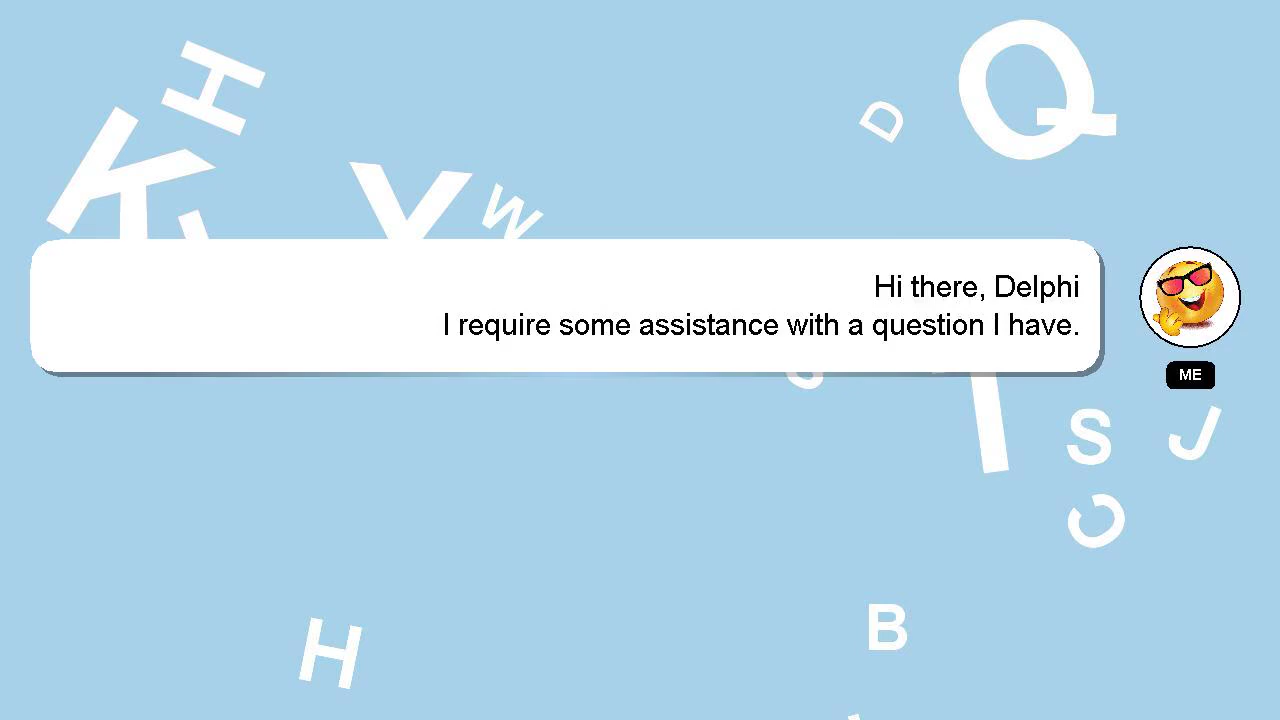 H
D
Q
K
Y
W
Hi there, Delphi
I require some assistance with a question I have.
ME
S
J
C
H
B